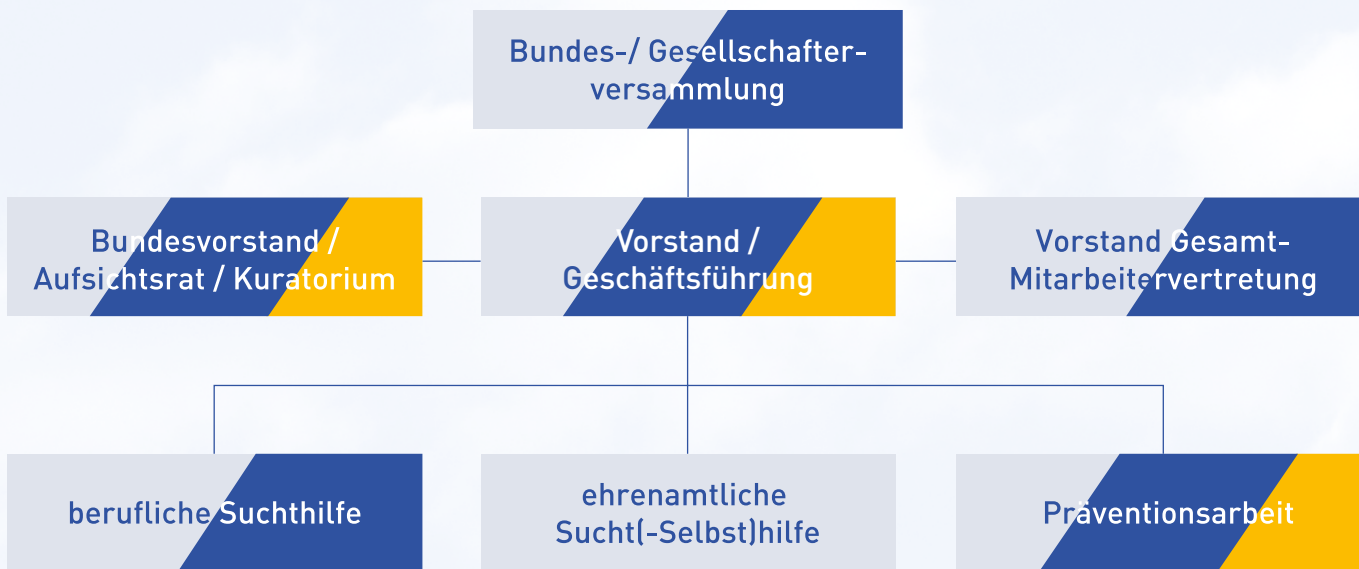 Bundes-/ Gesellschafter-
versammlung
Bundesvorstand /
Aufsichtsrat / Kuratorium
Vorstand /
Geschäftsführung
Vorstand Gesamt-
Mitarbeitervertretung
berufliche Suchthilfe
ehrenamtliche
Sucht(-Selbst)hilfe
Präventionsarbeit